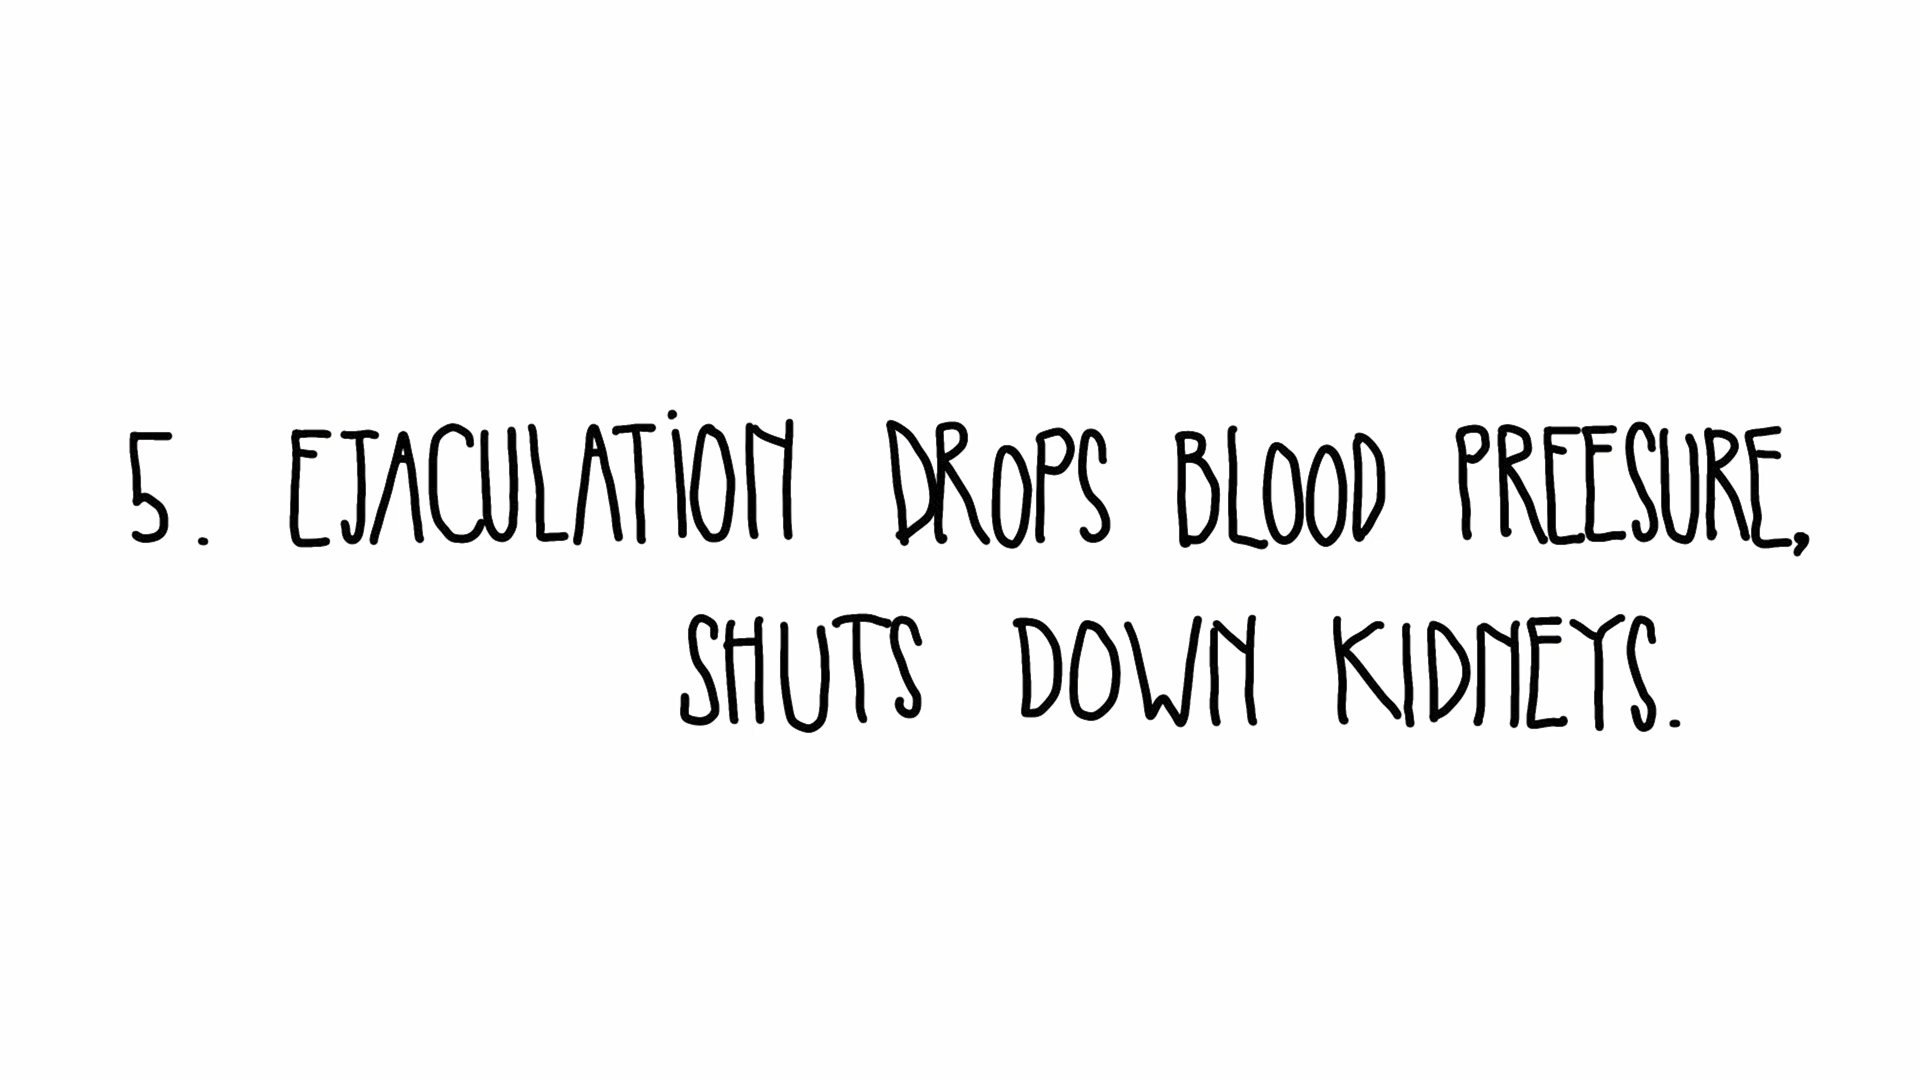 5. EJACULATiON DROPS BLOOD PREESURE,
SHUTS DOWN KIDNEYS.